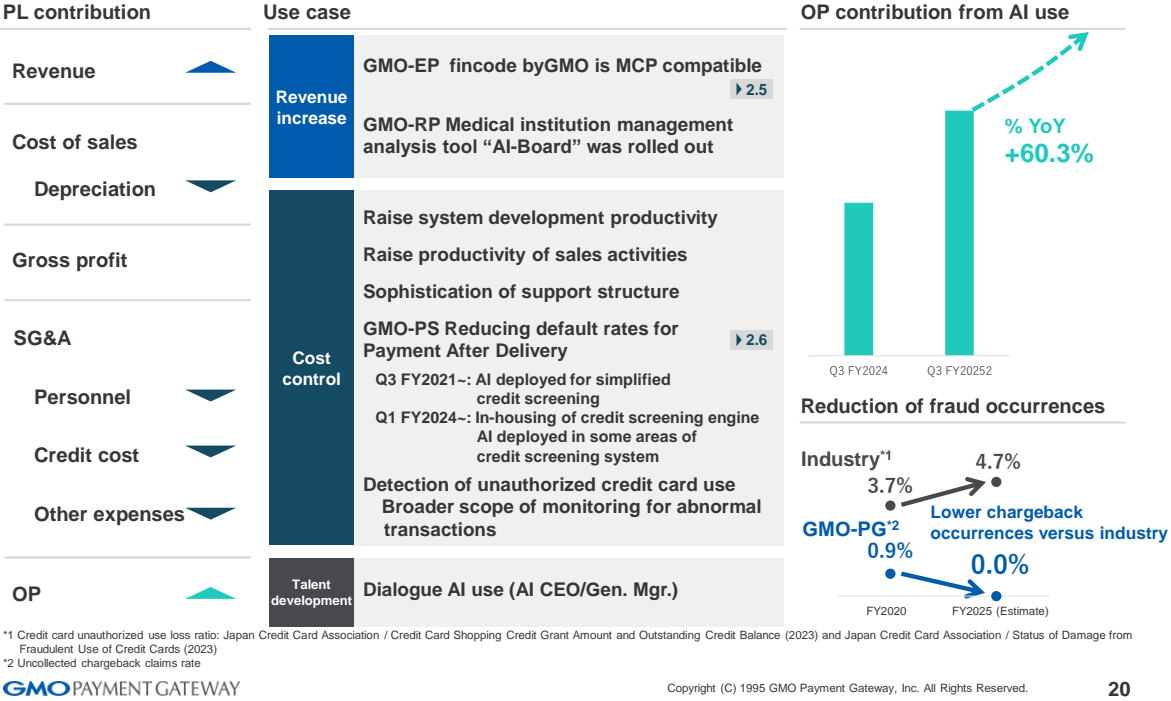 PL contribution
Revenue
Cost of sales
Depreciation
Gross profit
SG&A
Personnel
Credit cost
Other expenses
OP
Use case
Revenue
increase
GMO-EP fincode byGMO is MCP compatible
2.5
GMO-RP Medical institution management
analysis tool “AI-Board” was rolled out
Cost
control
Raise system development productivity
Raise productivity of sales activities
Sophistication of support structure
GMO-PS Reducing default rates for
Payment After Delivery
2.6
Q3 FY2021~: AI deployed for simplified
credit screening
Q1 FY2024~: In-housing of credit screening engine
AI deployed in some areas of
credit screening system
Detection of unauthorized credit card use
Broader scope of monitoring for abnormal
transactions
Talent
development
Dialogue AI use (AI CEO/Gen. Mgr.)
OP contribution from AI use
% YoY
+60.3%
Q3 FY2024
Q3 FY20252
Reduction of fraud occurrences
Industry*1
3.7%
4.7%
GMO-PG*2
0.9%
Lower chargeback
occurrences versus industry
0.0%
FY2020
FY2025 (Estimate)
*1 Credit card unauthorized use loss ratio: Japan Credit Card Association / Credit Card Shopping Credit Grant Amount and Outstanding Credit Balance (2023) and Japan Credit Card Association / Status of Damage from
Fraudulent Use of Credit Cards (2023)
*2 Uncollected chargeback claims rate
GMO PAYMENT GATEWAY
Copyright (C) 1995 GMO Payment Gateway, Inc. All Rights Reserved.
20